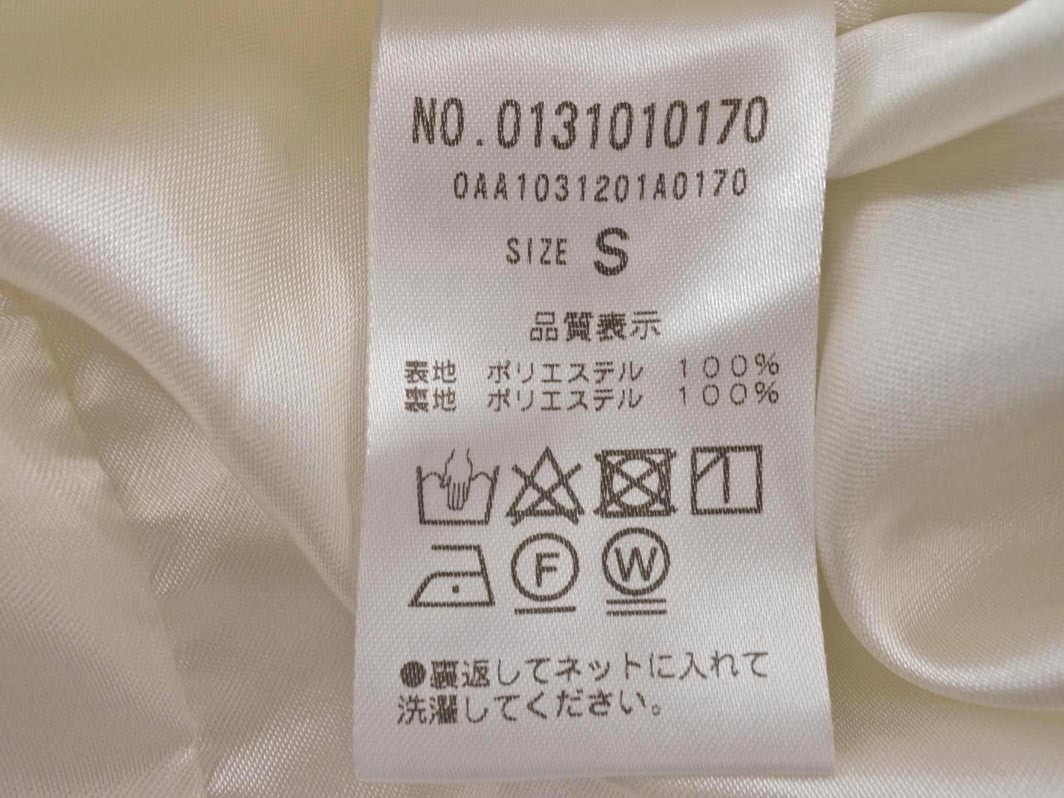 NO.0131010170
0AA1031201A0170
SIZE S
品質表示
表地　ポリエステル　１００％
裏地　ポリエステル　１００％
F W
●裏返してネットに入れて
洗濯してください。